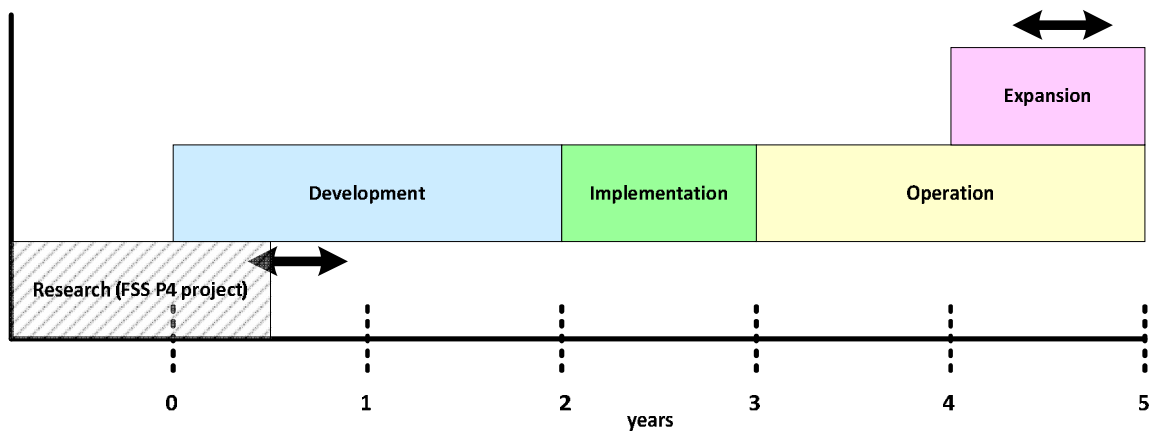 Expansion
Development
Implementation
Operation
Research (FSS P4 project)
0
1
2
3
4
5
years